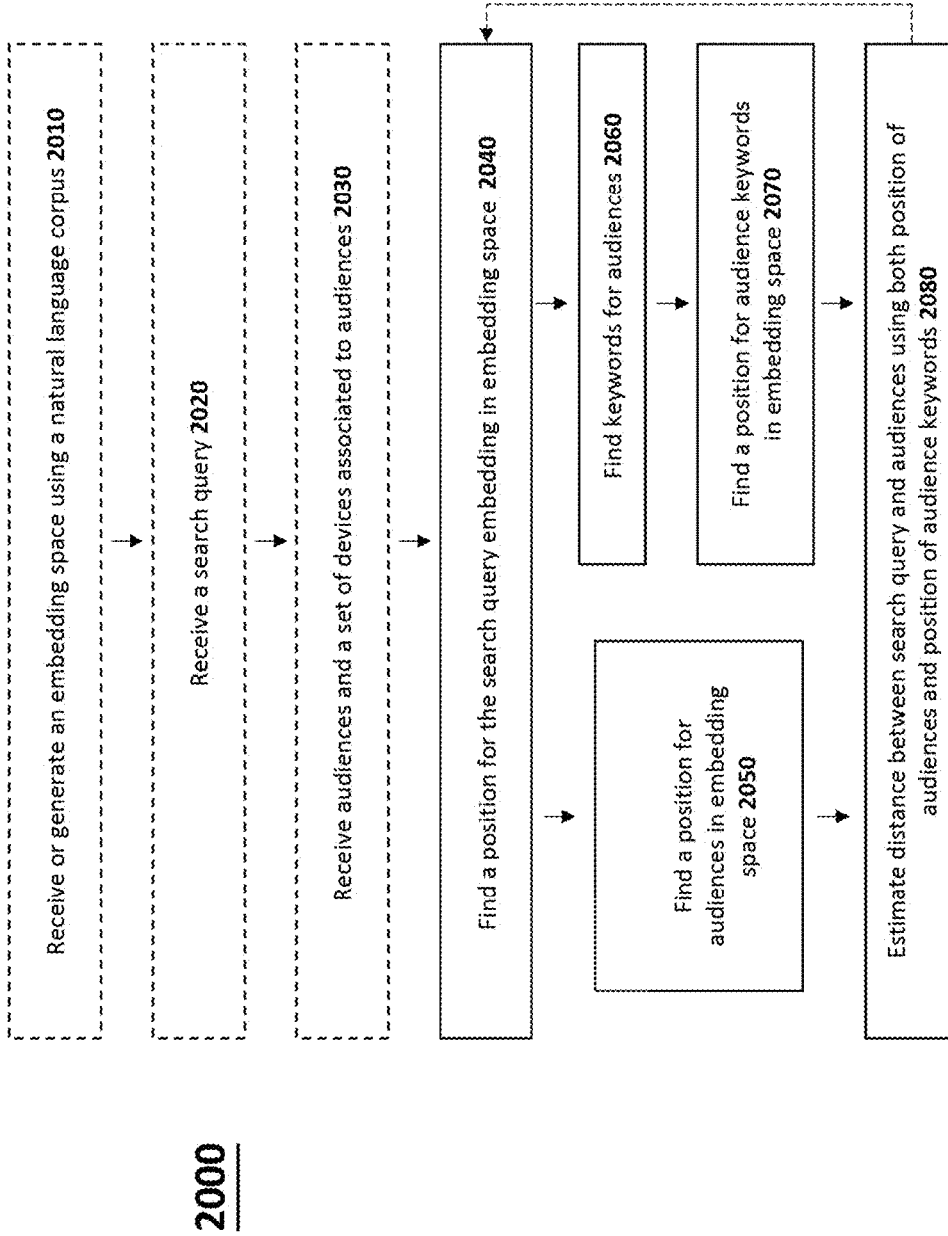 2000
Receive or generate an embedding space using a natural language corpus 2010
Receive a search query 2020
Receive audiences and a set of devices associated to audiences 2030
Find a position for the search query embedding in embedding space 2040
Find a position for
audiences in embedding
space 2050
Find keywords for audiences 2060
Find a position for audience keywords
in embedding space 2070
Estimate distance between search query and audiences using both position of
audiences and position of audience keywords 2080